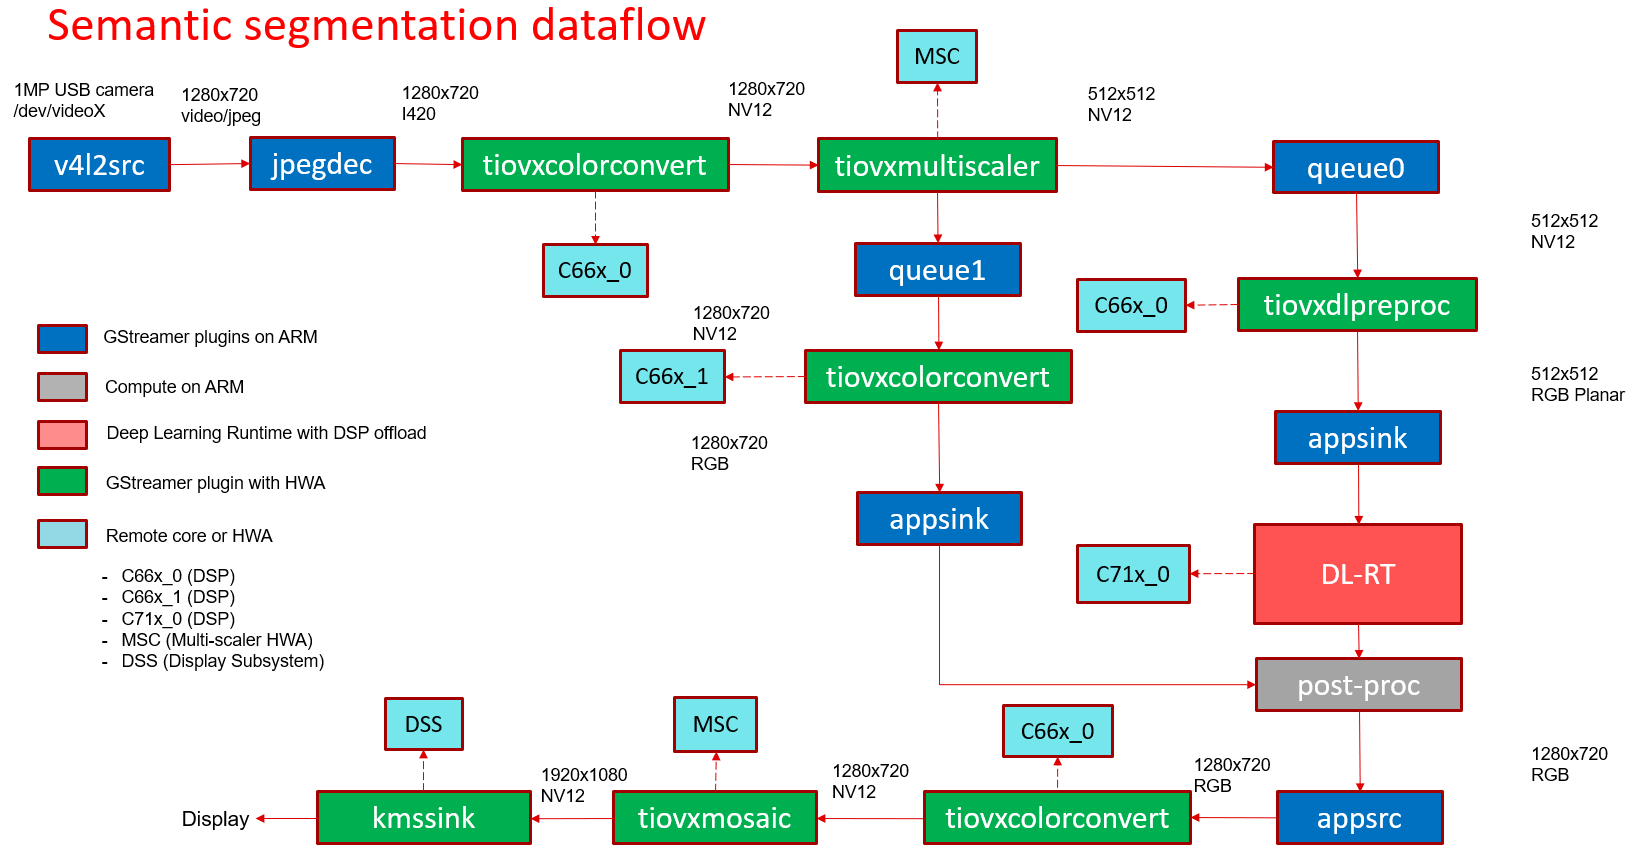 Semantic segmentation dataflow
1MP USB camera
/dev/videoX
1280x720
video/jpeg
1280x720
I420
1280x720
NV12
MSC
512x512
NV12
v4l2src
jpegdec
tiovxcolorconvert
tiovxmultiscaler
queue0
C66x_0
queue1
512x512
NV12
C66x_0
tiovxdlpreproc
1280x720
NV12
C66x_1
tiovxcolorconvert
512x512
RGB Planar
GStreamer plugins on ARM
Compute on ARM
Deep Learning Runtime with DSP offload
GStreamer plugin with HWA
Remote core or HWA
- C66x_0 (DSP)
- C66x_1 (DSP)
- C71x_0 (DSP)
- MSC (Multi-scaler HWA)
- DSS (Display Subsystem)
1280x720
RGB
appsink
appsink
C71x_0
DL-RT
post-proc
DSS
MSC
C66x_0
1280x720
RGB
1920x1080
NV12
1280x720
NV12
1280x720
RGB
Display
kmssink
tiovxmosaic
tiovxcolorconvert
appsrc